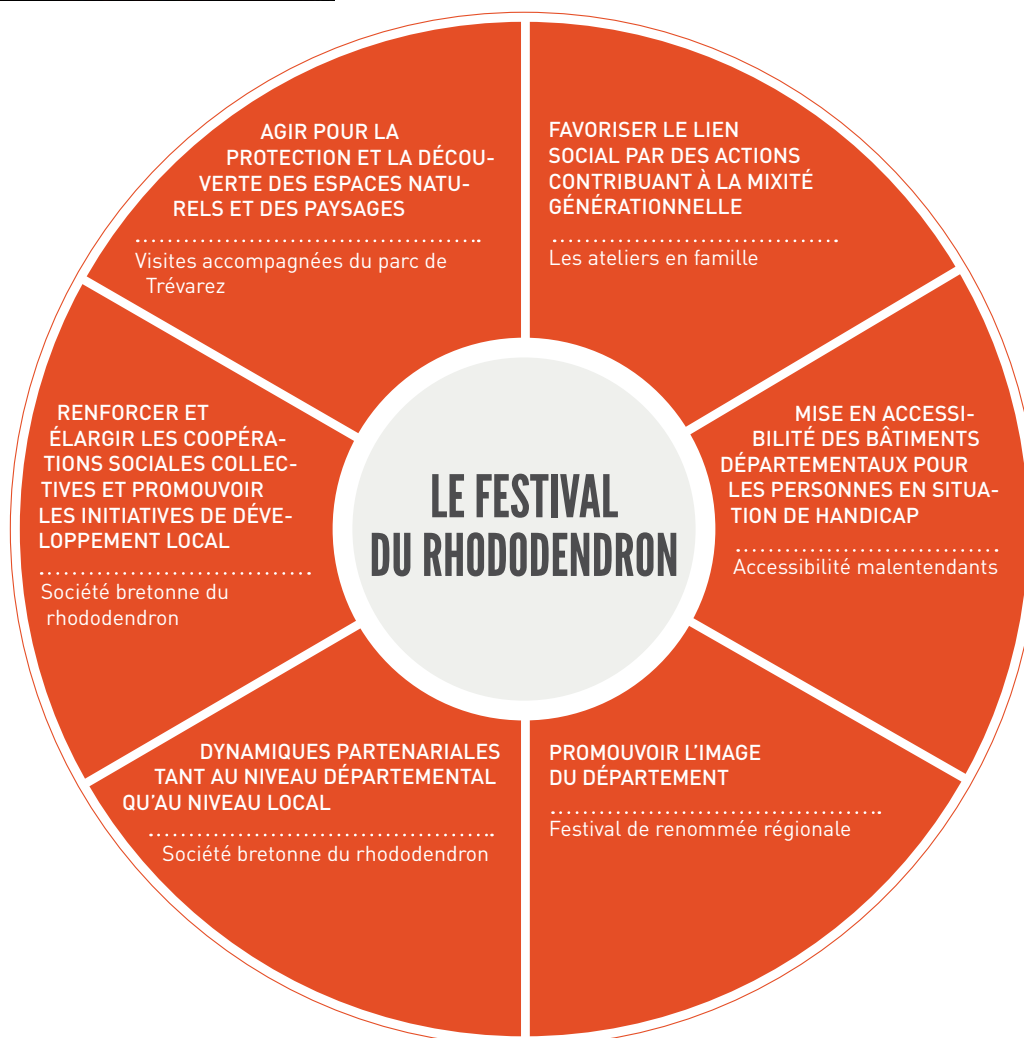 AGIR POUR LA
PROTECTION ET LA DÉCOU-
VERTE DES ESPACES NATU-
RELS ET DES PAYSAGES
Visites accompagnées du parc de
Trévarez
FAVORISER LE LIEN
SOCIAL PAR DES ACTIONS
CONTRIBUANT À LA MIXITÉ
GÉNÉRATIONNELLE
Les ateliers en famille
RENFORCER ET
ÉLARGIR LES COOPÉRA-
TIONS SOCIALES COLLEC-
TIVES ET PROMOUVOIR
LES INITIATIVES DE DÉVE-
LOPPEMENT LOCAL
Société bretonne du
rhododendron
LE FESTIVAL
DU RHODODENDRON
MISE EN ACCESSI-
BILITÉ DES BÂTIMENTS
DÉPARTEMENTAUX POUR
LES PERSONNES EN SITUA-
TION DE HANDICAP
Accessibilité malentendants
DYNAMIQUES PARTENARIALES
TANT AU NIVEAU DÉPARTEMENTAL
QU'AU NIVEAU LOCAL
Société bretonne du rhododendron
PROMOUVOIR L'IMAGE
DU DÉPARTEMENT
Festival de renommée régionale